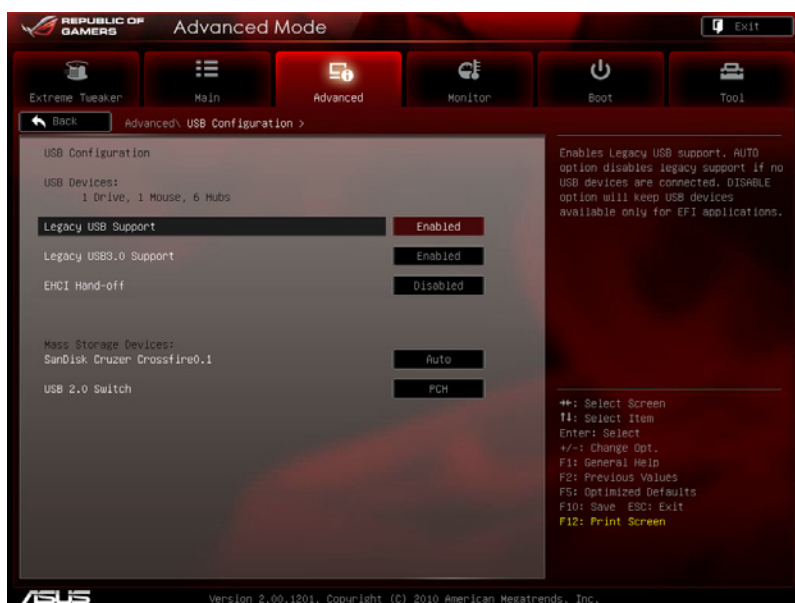 REPUBLIC OF
GAMERS
Advanced Mode
Exit
Extreme Tweaker
Main
Advanced
Monitor
Boot
Tool
Back
Advanced\ USB Configuration >
USB Configuration
USB Devices:
1 Drive, 1 Mouse, 6 Hubs
Legacy USB Support Enabled
Legacy USB3.0 Support Enabled
EHCI Hand-off Disabled
Mass Storage Devices:
SanDisk Cruzer Crossfire0.1 Auto
USB 2.0 Switch PCH
Enables Legacy USB support. AUTO
option disables legacy support if no
USB devices are connected. DISABLE
option will keep USB devices
available only for EFI applications.
→←: Select Screen
↑↓: Select Item
Enter: Select
+/-: Change Opt.
F1: General Help
F2: Previous Values
F5: Optimized Defaults
F10: Save ESC: Exit
F12: Print Screen
ASUS
Version 2.00.1201. Copyright (C) 2010 American Megatrends, Inc.